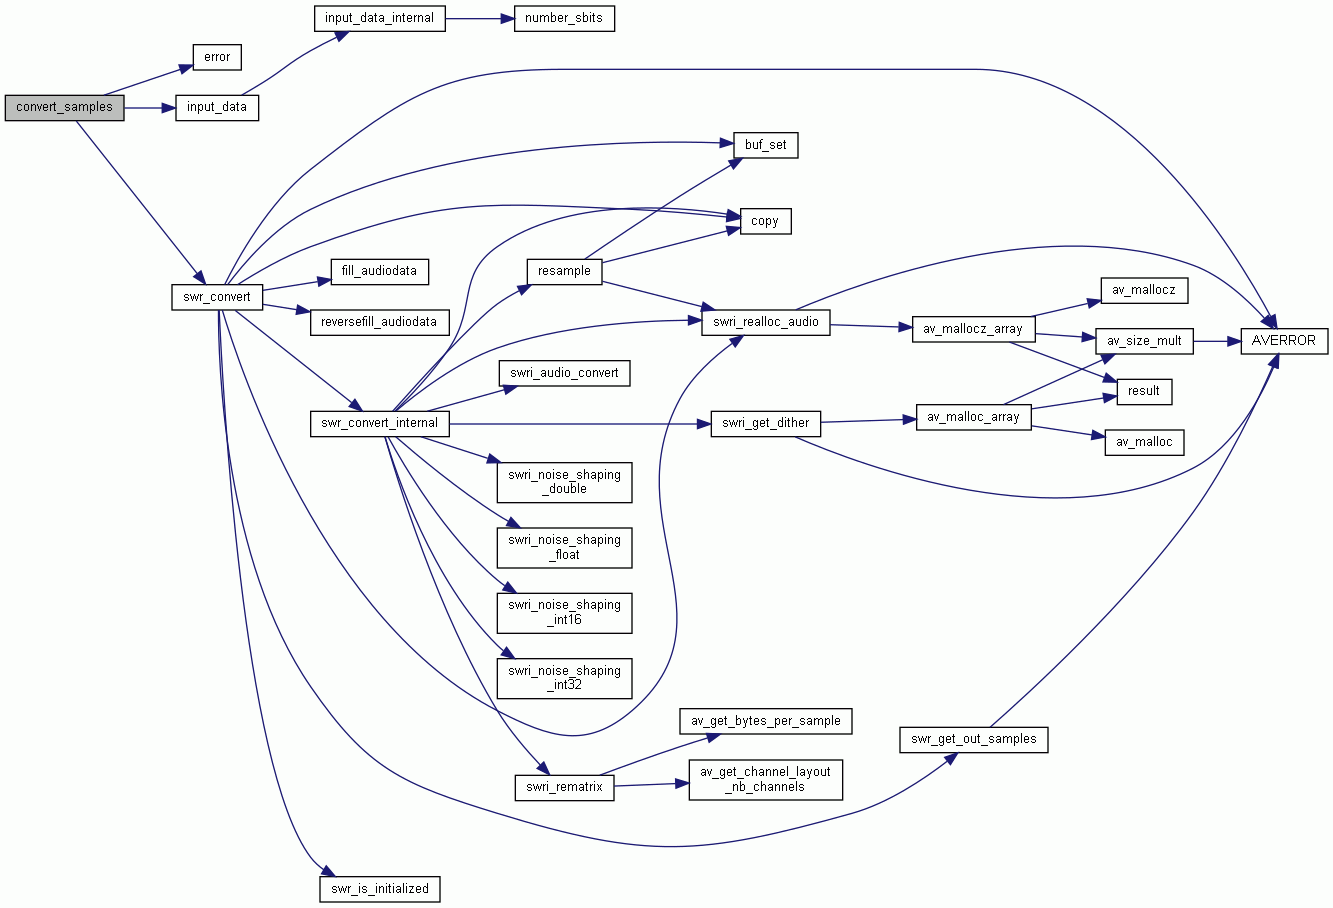 input_data_internal
number_sbits
error
convert_samples
input_data
buf_set
copy
resample
fill_audiodata
swr_convert
reversefill_audiodata
swri_realloc_audio
av_mallocz
av_mallocz_array
av_size_mult
AVERROR
swri_audio_convert
result
swr_convert_internal
swri_get_dither
av_malloc_array
av_malloc
swri_noise_shaping
_double
swri_noise_shaping
_float
swri_noise_shaping
_int16
swri_noise_shaping
_int32
av_get_bytes_per_sample
swr_get_out_samples
av_get_channel_layout
_nb_channels
swri_rematrix
swr_is_initialized